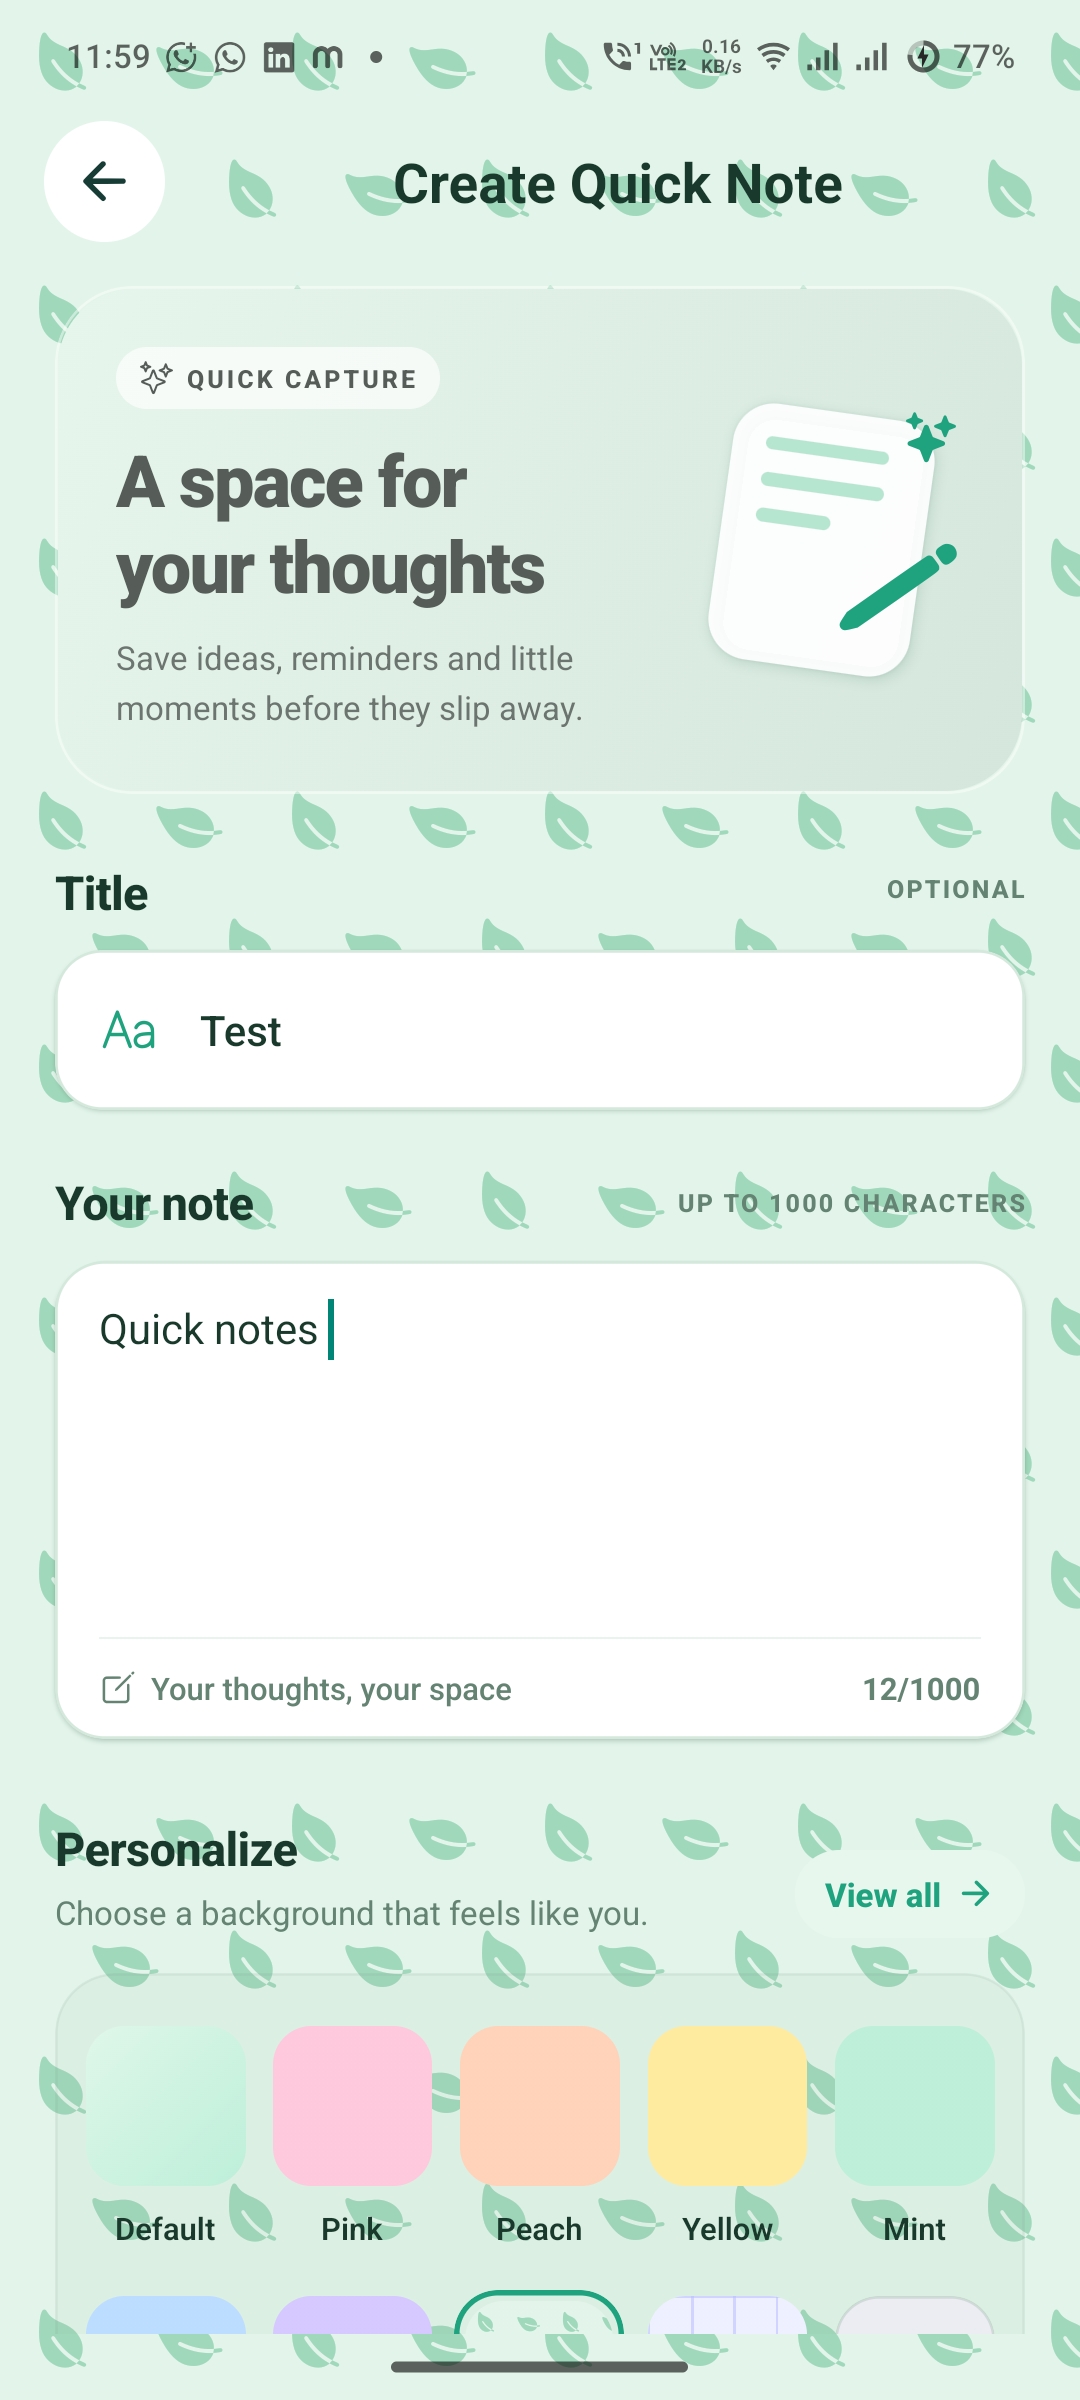 11:59 1 Vo)) LTE2 0.16 KB/s 77%
Create Quick Note
QUICK CAPTURE
A space for
your thoughts
Save ideas, reminders and little
moments before they slip away.
Title OPTIONAL
Aa Test
Your note UP TO 1000 CHARACTERS
Quick notes
Your thoughts, your space 12/1000
Personalize
View all
Choose a background that feels like you.
Default Pink Peach Yellow Mint